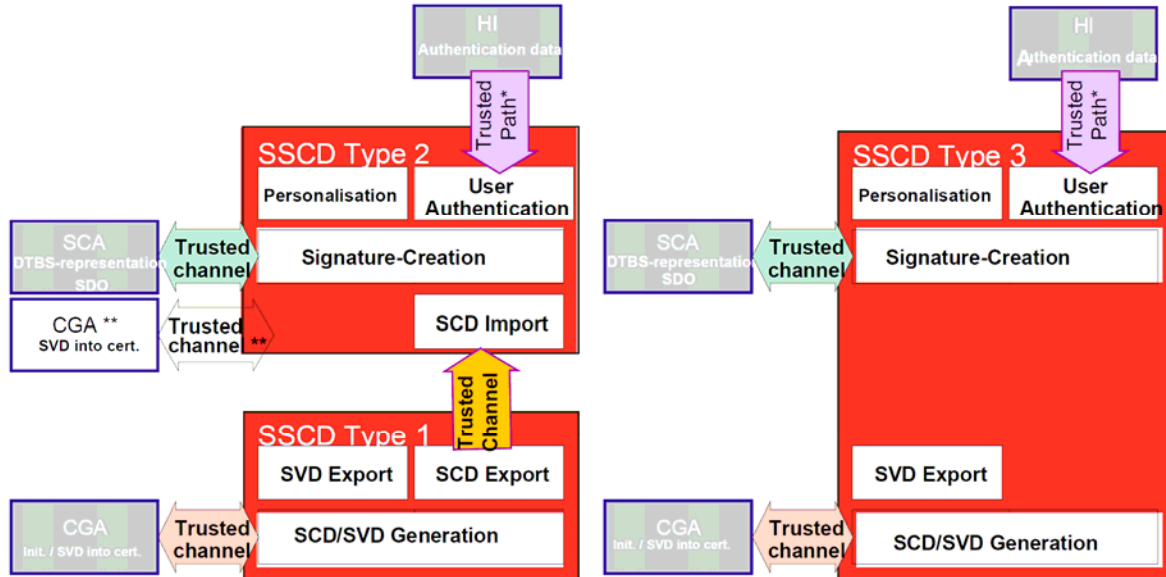 HI
Authentication data
Trusted
Path*
SSCD Type 2
Personalisation
User
Authentication
SCA
DTBS-representation
SDO
Trusted
channel
Signature-Creation
CGA **
SVD into cert.
Trusted
channel **
SCD Import
Trusted
Channel
SSCD Type 1
SVD Export
SCD Export
CGA
Init. / SVD into cert.
Trusted
channel
SCD/SVD Generation
HI
Authentication data
Trusted
Path*
SSCD Type 3
Personalisation
User
Authentication
SCA
DTBS-representation
SDO
Trusted
channel
Signature-Creation
SVD Export
CGA
Init. / SVD into cert.
Trusted
channel
SCD/SVD Generation